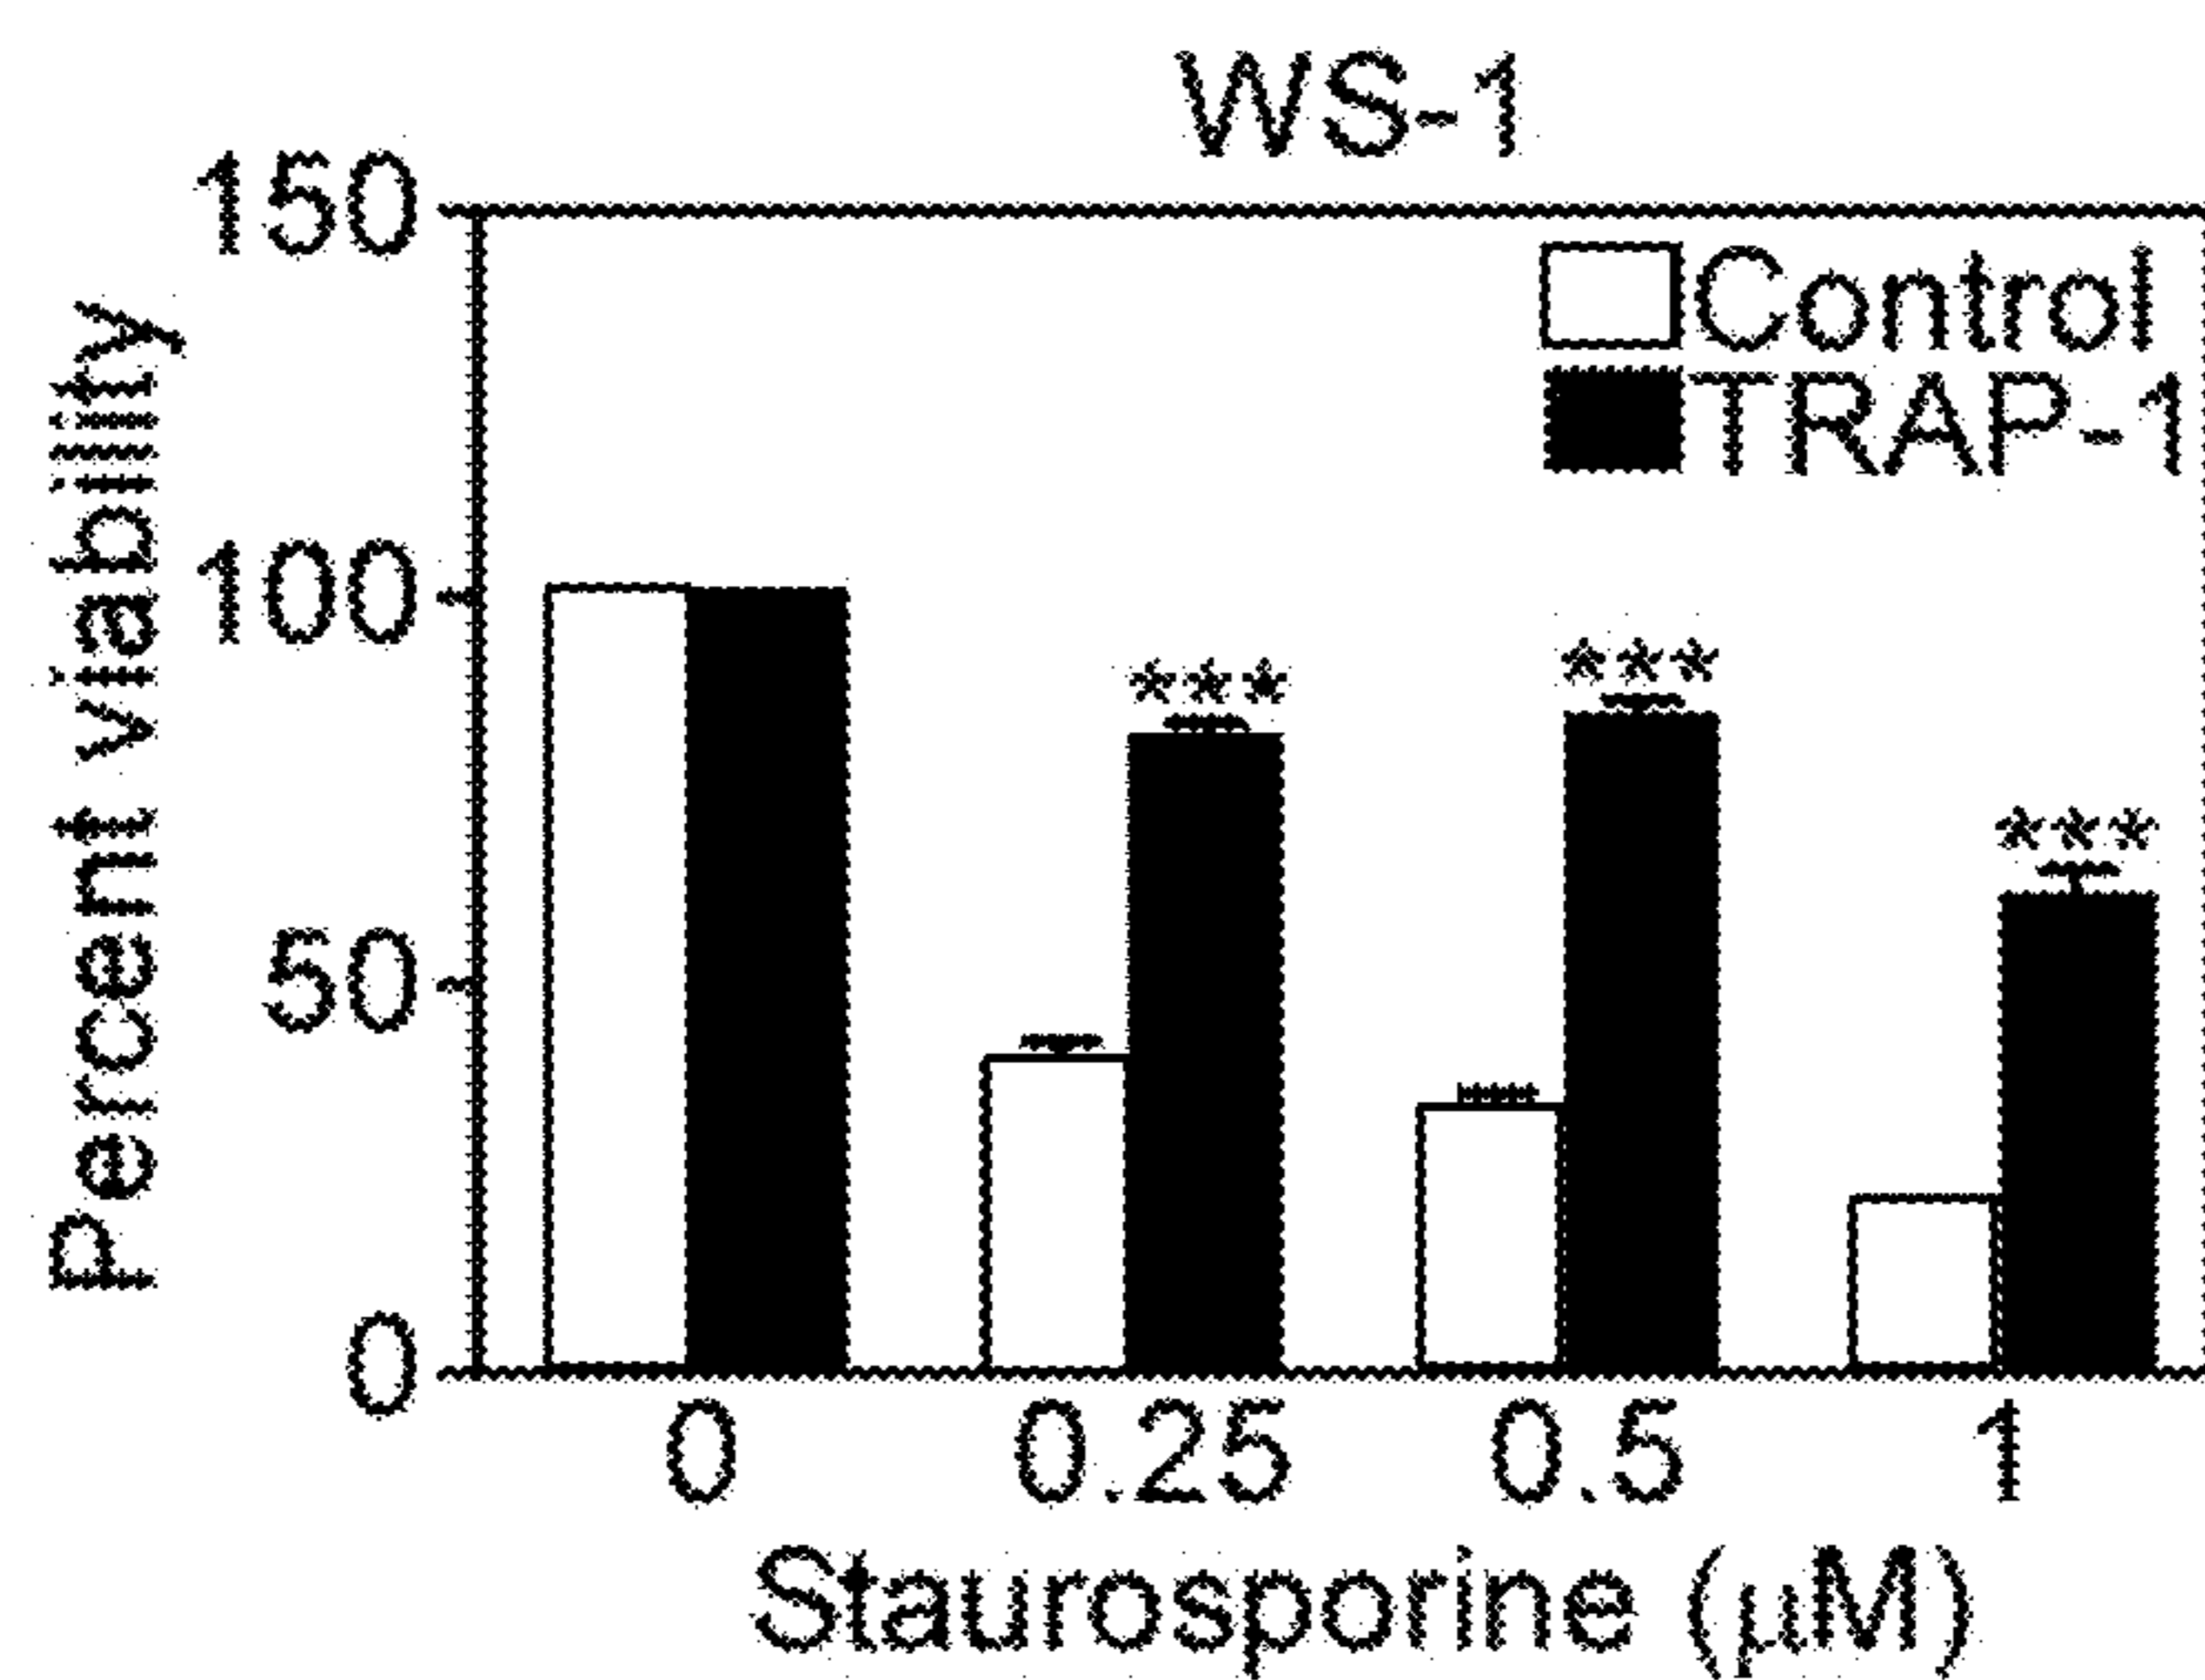 WS-1
150
Control
TRAP-1
Percent viability
100
***
***
***
50
0
0 0.25 0.5 1
Staurosporine (μM)